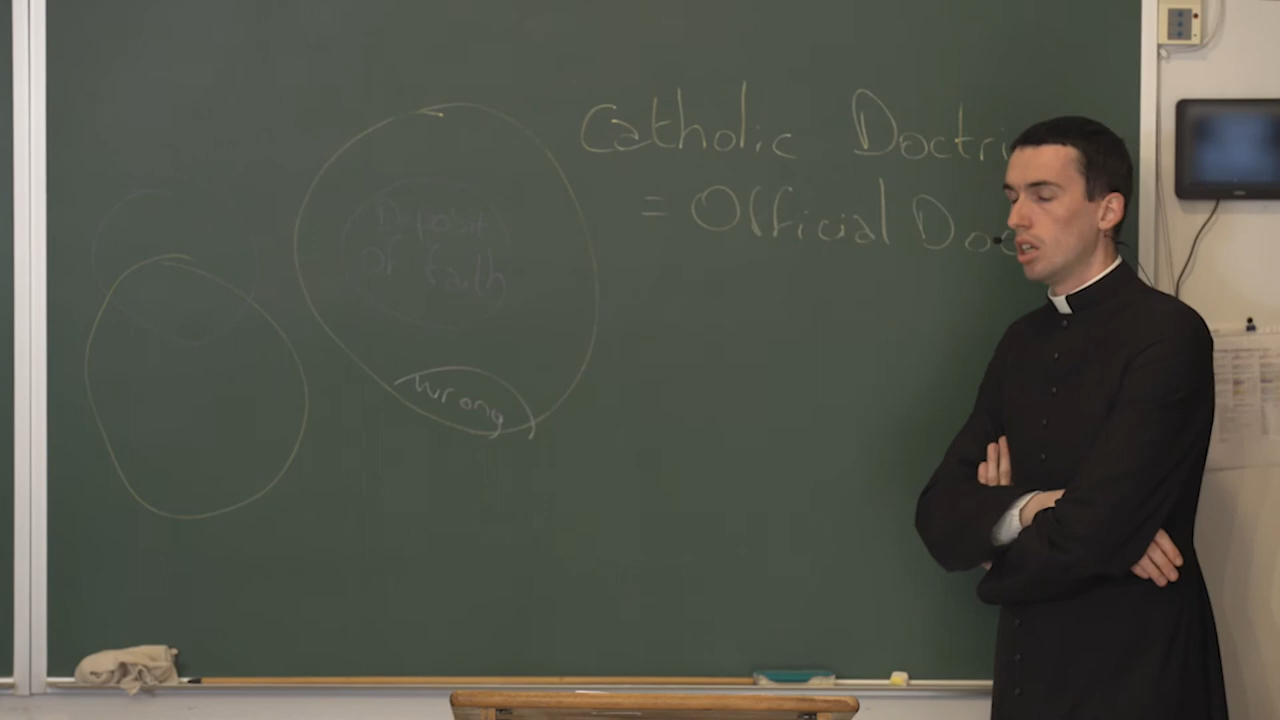 Catholic Doctri
= Official Doc
Deposit
of faith
wrong